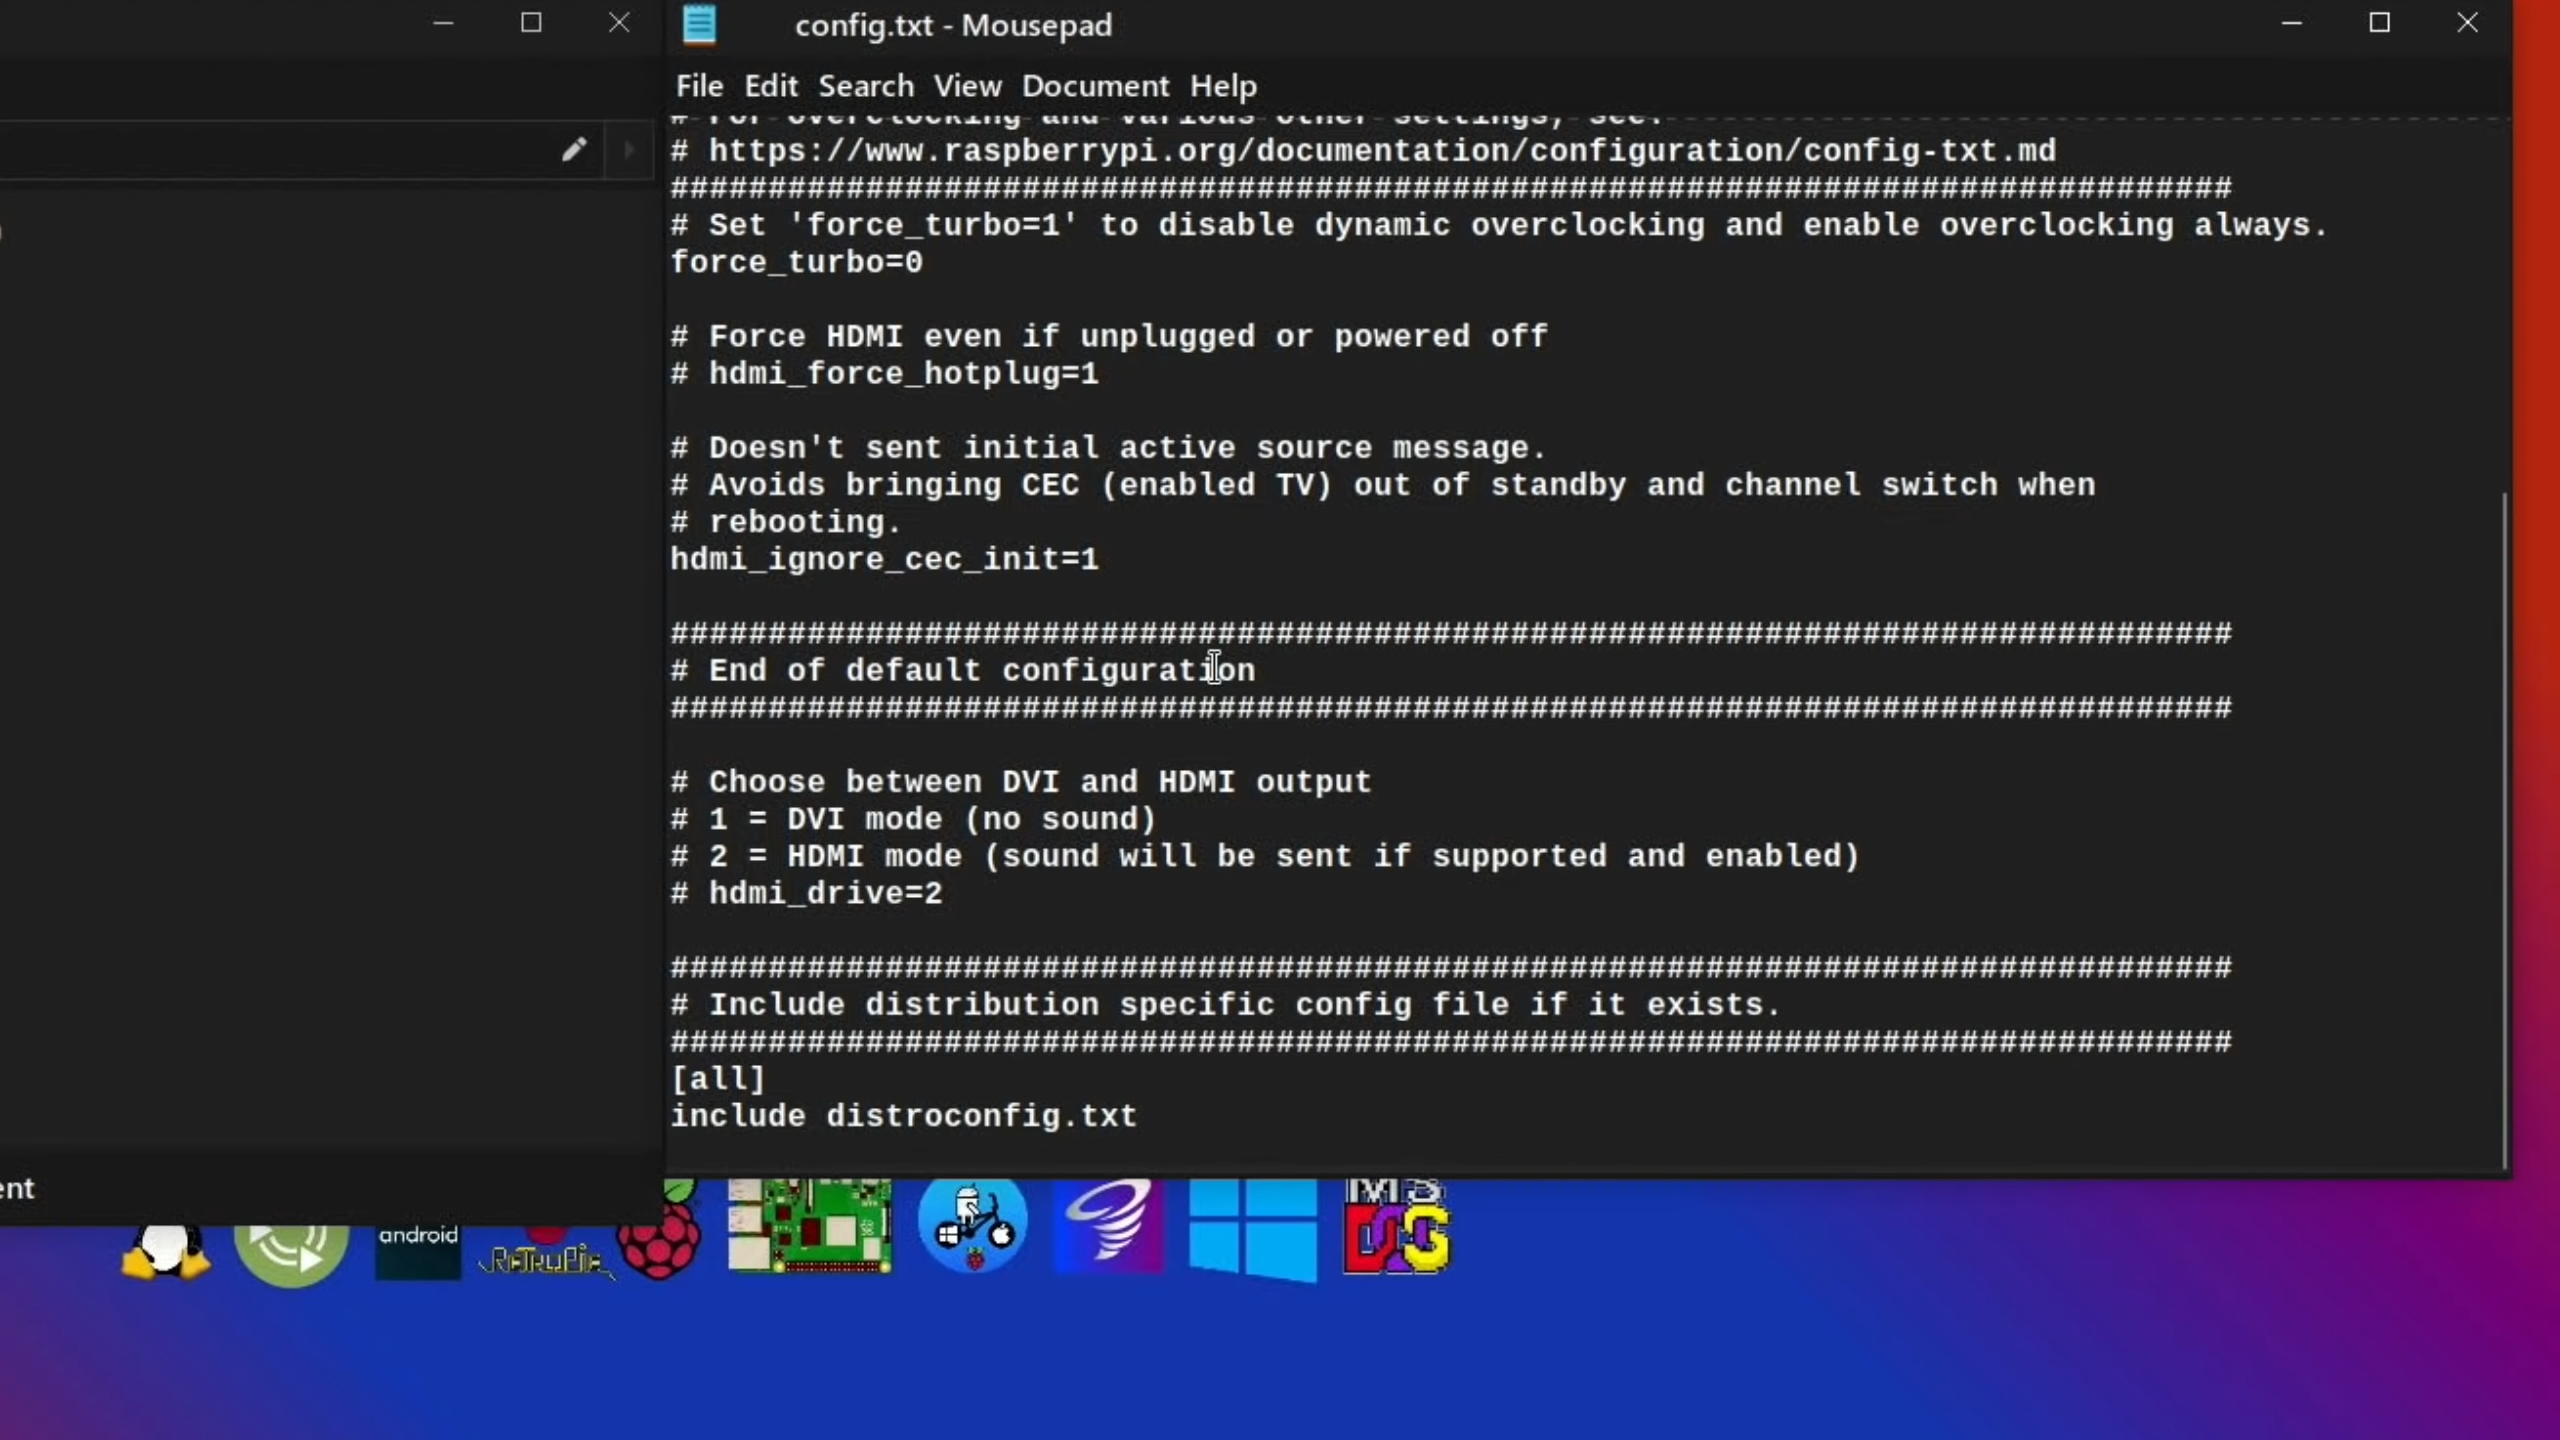 config.txt - Mousepad
File Edit Search View Document Help
# For overclocking and various other settings, see:
# https://www.raspberrypi.org/documentation/configuration/config-txt.md
################################################################################
# Set 'force_turbo=1' to disable dynamic overclocking and enable overclocking always.
force_turbo=0
# Force HDMI even if unplugged or powered off
# hdmi_force_hotplug=1
# Doesn't sent initial active source message.
# Avoids bringing CEC (enabled TV) out of standby and channel switch when
# rebooting.
hdmi_ignore_cec_init=1
################################################################################
# End of default configuration
################################################################################
# Choose between DVI and HDMI output
# 1 = DVI mode (no sound)
# 2 = HDMI mode (sound will be sent if supported and enabled)
# hdmi_drive=2
################################################################################
# Include distribution specific config file if it exists.
################################################################################
[all]
include distroconfig.txt
ent
android
RetroPie
MS
DOS